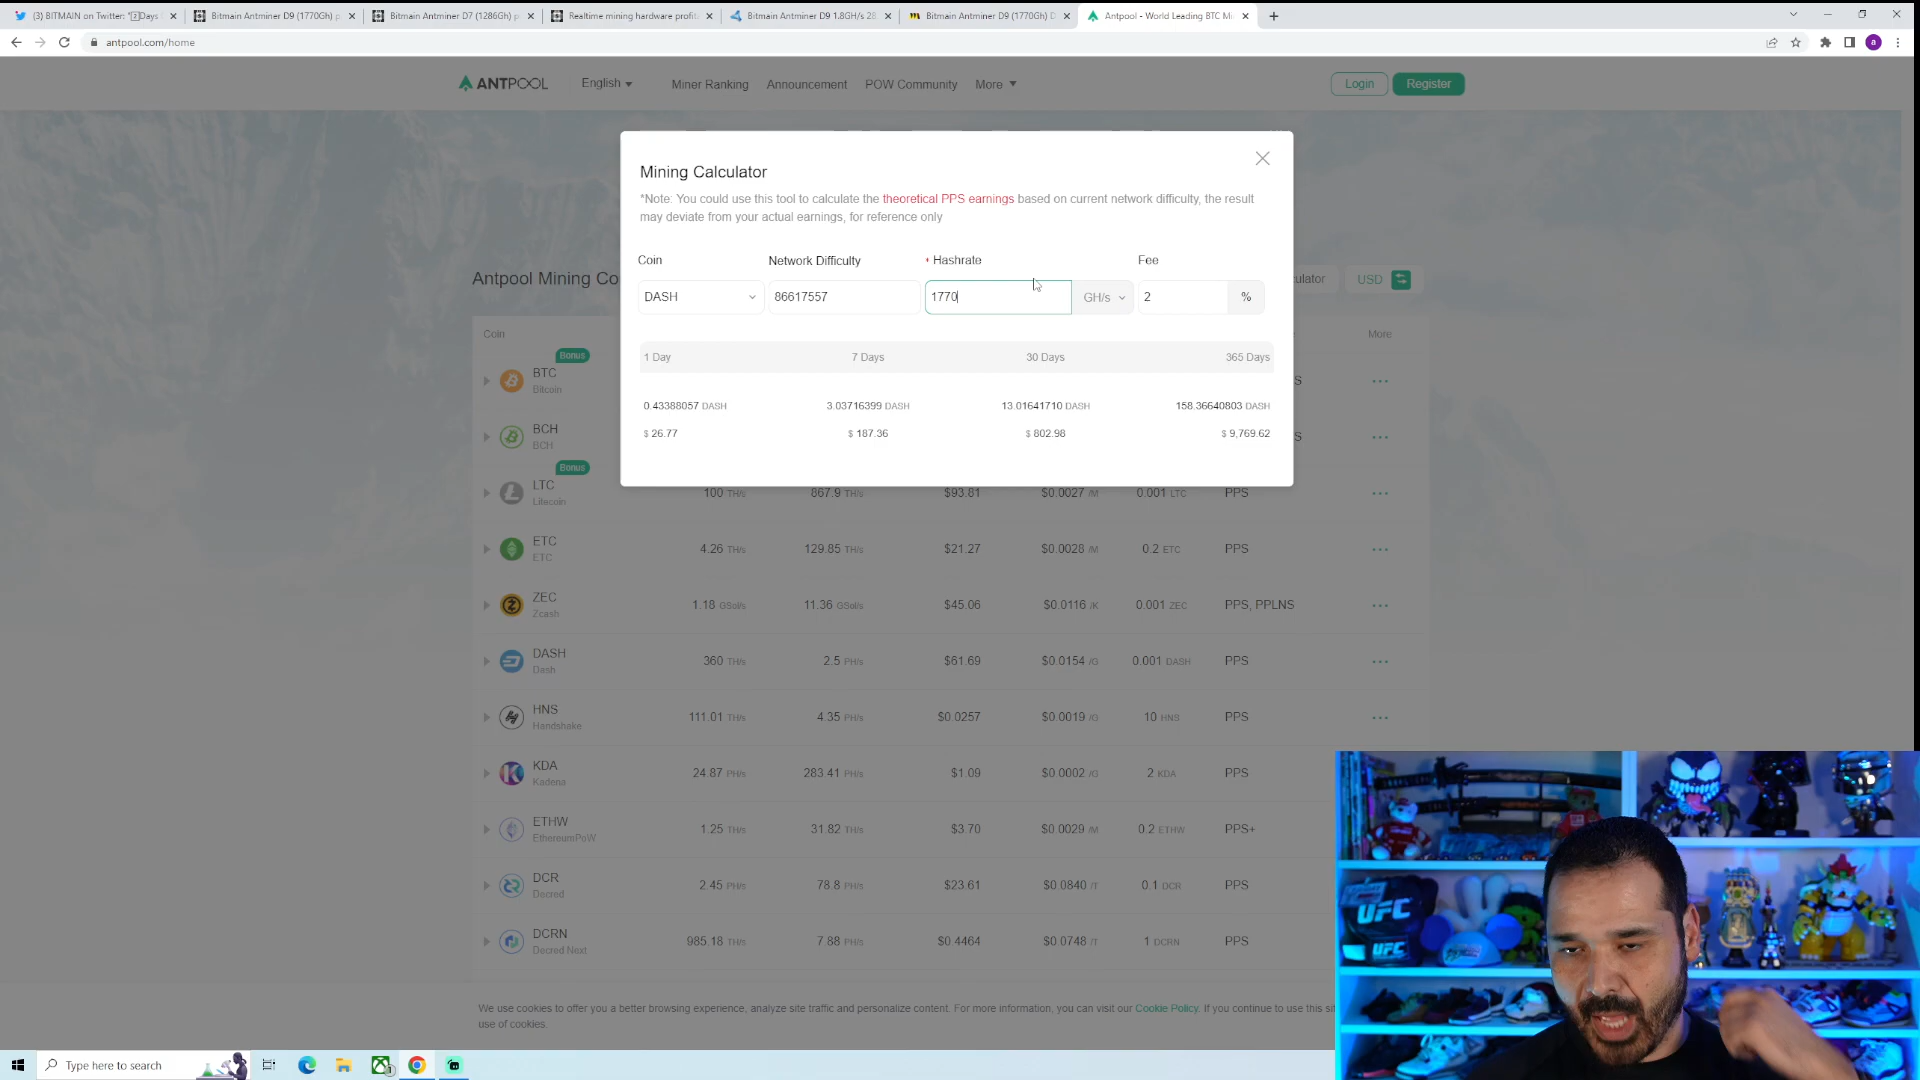 (3) BITMAIN on Twitter: "2️⃣Days
Bitmain Antminer D9 (1770Gh) p
Bitmain Antminer D7 (1286Gh) p
Realtime mining hardware profit
Bitmain Antminer D9 1.8GH/s 28
Bitmain Antminer D9 (1770Gh) D
Antpool - World Leading BTC Mi
antpool.com/home
a
ANTPOOL
English
Miner Ranking
Announcement
POW Community
More
Login
Register
Mining Calculator
*Note: You could use this tool to calculate the theoretical PPS earnings based on current network difficulty, the result
may deviate from your actual earnings, for reference only
Coin
Network Difficulty
* Hashrate
Fee
DASH
86617557
1770
GH/s
2
%
1 Day
7 Days
30 Days
365 Days
0.43388057 DASH
3.03716399 DASH
13.01641710 DASH
158.36640803 DASH
$ 26.77
$ 187.36
$ 802.98
$ 9,769.62
Antpool Mining Co
ulator
USD
Coin
More
Bonus
BTC
Bitcoin
S
BCH
BCH
S
Bonus
LTC
Litecoin
100 TH/s
867.9 TH/s
$93.81
$0.0027 /M
0.001 LTC
PPS
ETC
ETC
4.26 TH/s
129.85 TH/s
$21.27
$0.0028 /M
0.2 ETC
PPS
ZEC
Zcash
1.18 GSol/s
11.36 GSol/s
$45.06
$0.0116 /K
0.001 ZEC
PPS, PPLNS
DASH
Dash
360 TH/s
2.5 PH/s
$61.69
$0.0154 /G
0.001 DASH
PPS
HNS
Handshake
111.01 TH/s
4.35 PH/s
$0.0257
$0.0019 /G
10 HNS
PPS
KDA
Kadena
24.87 PH/s
283.41 PH/s
$1.09
$0.0002 /G
2 KDA
PPS
ETHW
EthereumPoW
1.25 TH/s
31.82 TH/s
$3.70
$0.0029 /M
0.2 ETHW
PPS+
DCR
Decred
2.45 PH/s
78.8 PH/s
$23.61
$0.0840 /T
0.1 DCR
PPS
DCRN
Decred Next
985.18 TH/s
7.88 PH/s
$0.4464
$0.0748 /T
1 DCRN
PPS
We use cookies to offer you a better browsing experience, analyze site traffic and personalize content. For more information, you can visit our Cookie Policy. If you continue to use this sit
use of cookies.
UFC
UFC
Type here to search